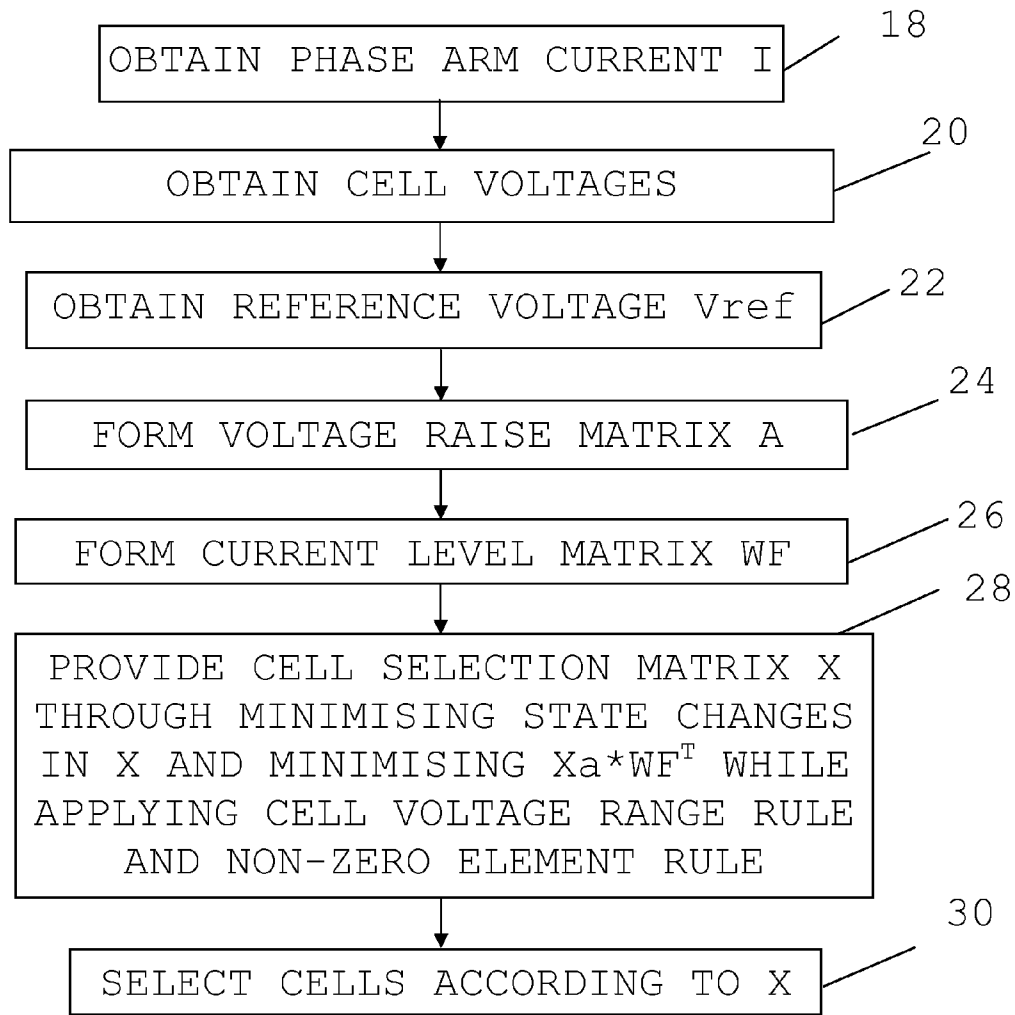 18
OBTAIN PHASE ARM CURRENT I
20
OBTAIN CELL VOLTAGES
22
OBTAIN REFERENCE VOLTAGE Vref
24
FORM VOLTAGE RAISE MATRIX A
26
FORM CURRENT LEVEL MATRIX WF
28
PROVIDE CELL SELECTION MATRIX X
THROUGH MINIMISING STATE CHANGES
IN X AND MINIMISING Xa*WFᵀ WHILE
APPLYING CELL VOLTAGE RANGE RULE
AND NON-ZERO ELEMENT RULE
30
SELECT CELLS ACCORDING TO X